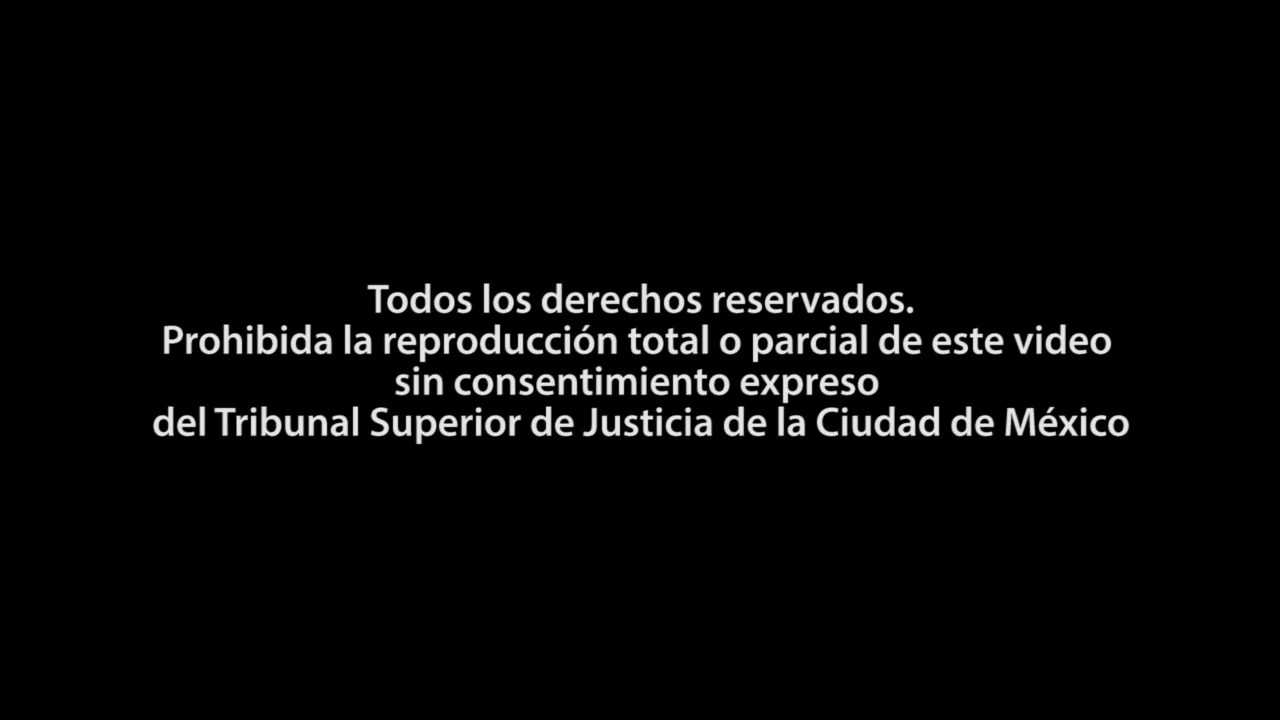 Todos los derechos reservados.
Prohibida la reproducción total o parcial de este video
sin consentimiento expreso
del Tribunal Superior de Justicia de la Ciudad de México